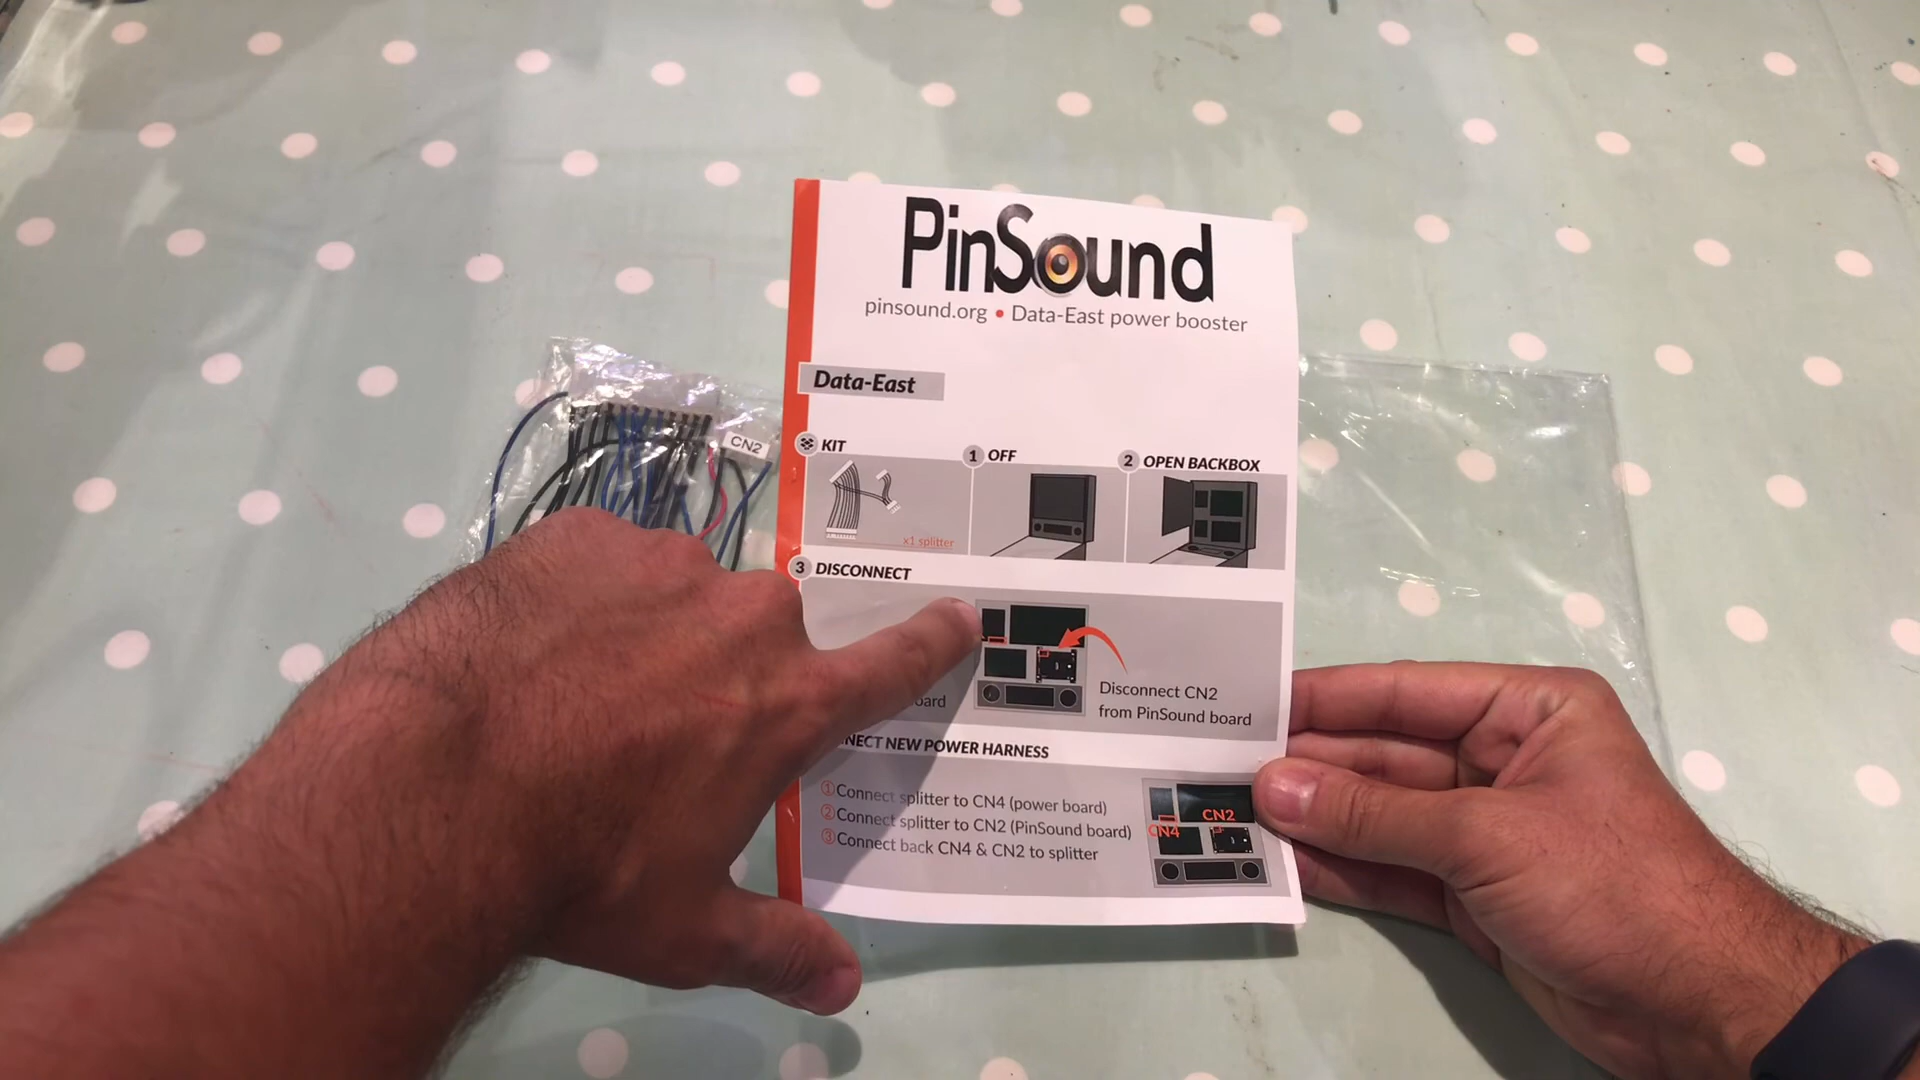 PinSound
pinsound.org • Data-East power booster
Data-East
KIT
1 OFF
2 OPEN BACKBOX
CN2
x1 splitter
3 DISCONNECT
Disconnect CN2
from PinSound board
NEW POWER HARNESS
①Connect splitter to CN4 (power board)
②Connect splitter to CN2 (PinSound board)
③Connect back CN4 & CN2 to splitter
CN2
CN4